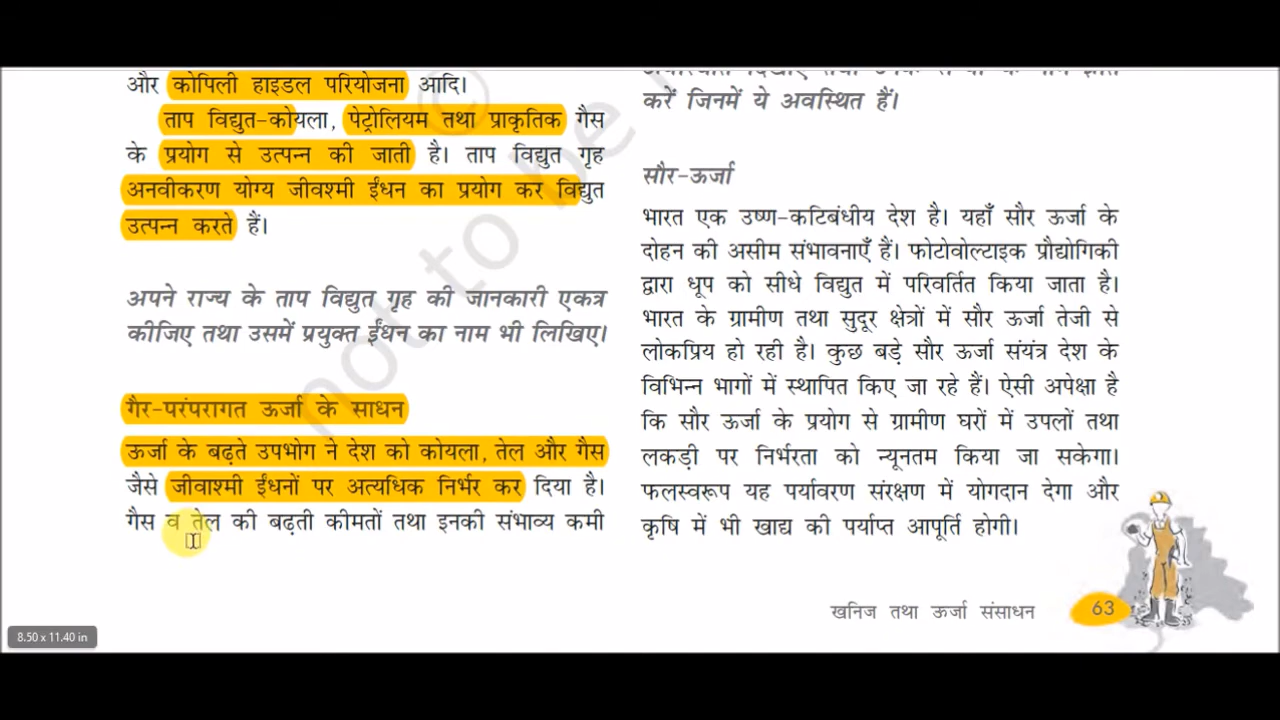 और कोपिली हाइडल परियोजना आदि।
ताप विद्युत-कोयला, पेट्रोलियम तथा प्राकृतिक गैस
के प्रयोग से उत्पन्न की जाती है। ताप विद्युत गृह
अनवीकरण योग्य जीवश्मी ईंधन का प्रयोग कर विद्युत
उत्पन्न करते हैं।
अपने राज्य के ताप विद्युत गृह की जानकारी एकत्र
कीजिए तथा उसमें प्रयुक्त ईंधन का नाम भी लिखिए।
गैर-परंपरागत ऊर्जा के साधन
ऊर्जा के बढ़ते उपभोग ने देश को कोयला, तेल और गैस
जैसे जीवाश्मी ईंधनों पर अत्यधिक निर्भर कर दिया है।
गैस व तेल की बढ़ती कीमतों तथा इनकी संभाव्य कमी
करें जिनमें ये अवस्थित हैं।
सौर-ऊर्जा
भारत एक उष्ण-कटिबंधीय देश है। यहाँ सौर ऊर्जा के
दोहन की असीम संभावनाएँ हैं। फोटोवोल्टाइक प्रौद्योगिकी
द्वारा धूप को सीधे विद्युत में परिवर्तित किया जाता है।
भारत के ग्रामीण तथा सुदूर क्षेत्रों में सौर ऊर्जा तेजी से
लोकप्रिय हो रही है। कुछ बड़े सौर ऊर्जा संयंत्र देश के
विभिन्न भागों में स्थापित किए जा रहे हैं। ऐसी अपेक्षा है
कि सौर ऊर्जा के प्रयोग से ग्रामीण घरों में उपलों तथा
लकड़ी पर निर्भरता को न्यूनतम किया जा सकेगा।
फलस्वरूप यह पर्यावरण संरक्षण में योगदान देगा और
कृषि में भी खाद्य की पर्याप्त आपूर्ति होगी।
खनिज तथा ऊर्जा संसाधन 63
8.50 x 11.40 in
© not to be